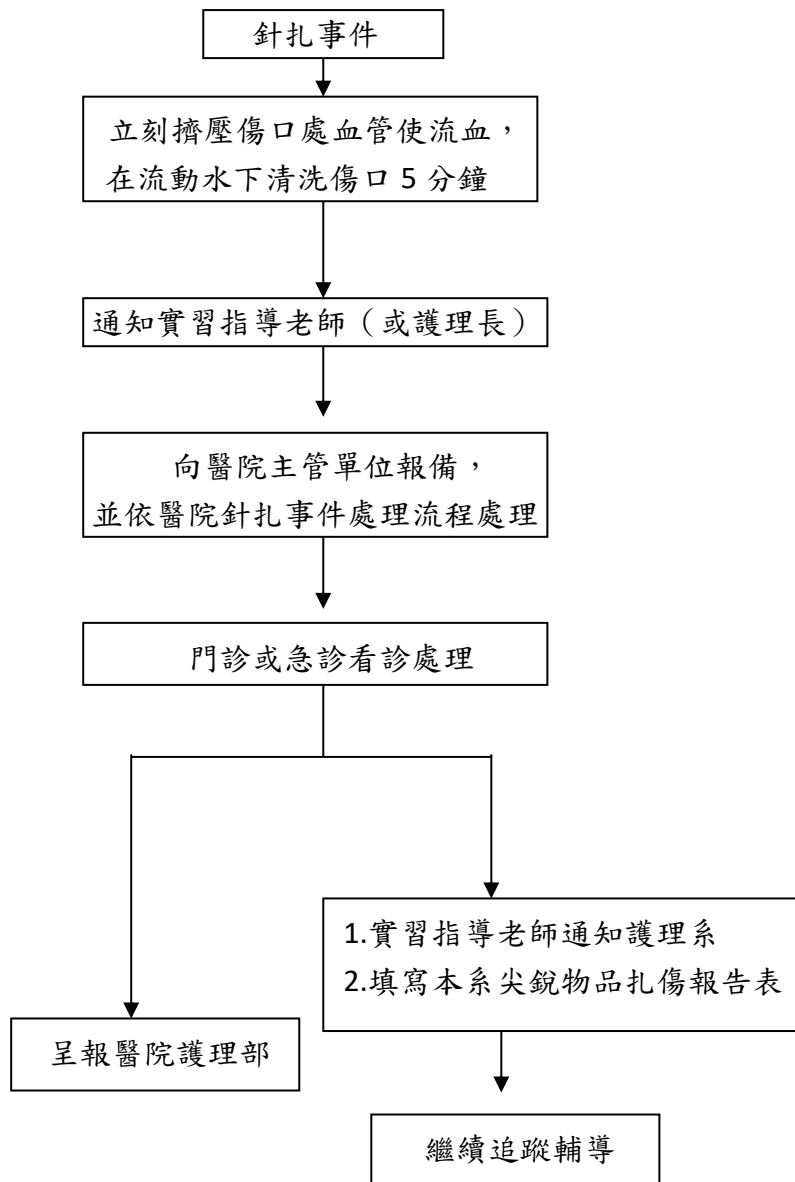 針扎事件
立刻擠壓傷口處血管使流血，
在流動水下清洗傷口 5 分鐘
通知實習指導老師（或護理長）
向醫院主管單位報備，
並依醫院針扎事件處理流程處理
門診或急診看診處理
1.實習指導老師通知護理系
2.填寫本系尖銳物品扎傷報告表
呈報醫院護理部
繼續追蹤輔導